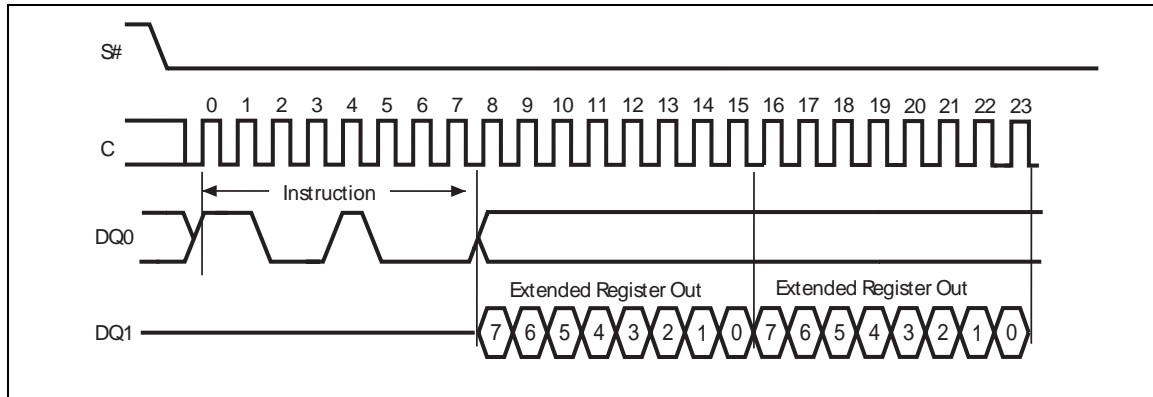 S#
0 1 2 3 4 5 6 7 8 9 10 11 12 13 14 15 16 17 18 19 20 21 22 23
C
Instruction
DQ0
Extended Register Out Extended Register Out
DQ1 7 6 5 4 3 2 1 0 7 6 5 4 3 2 1 0